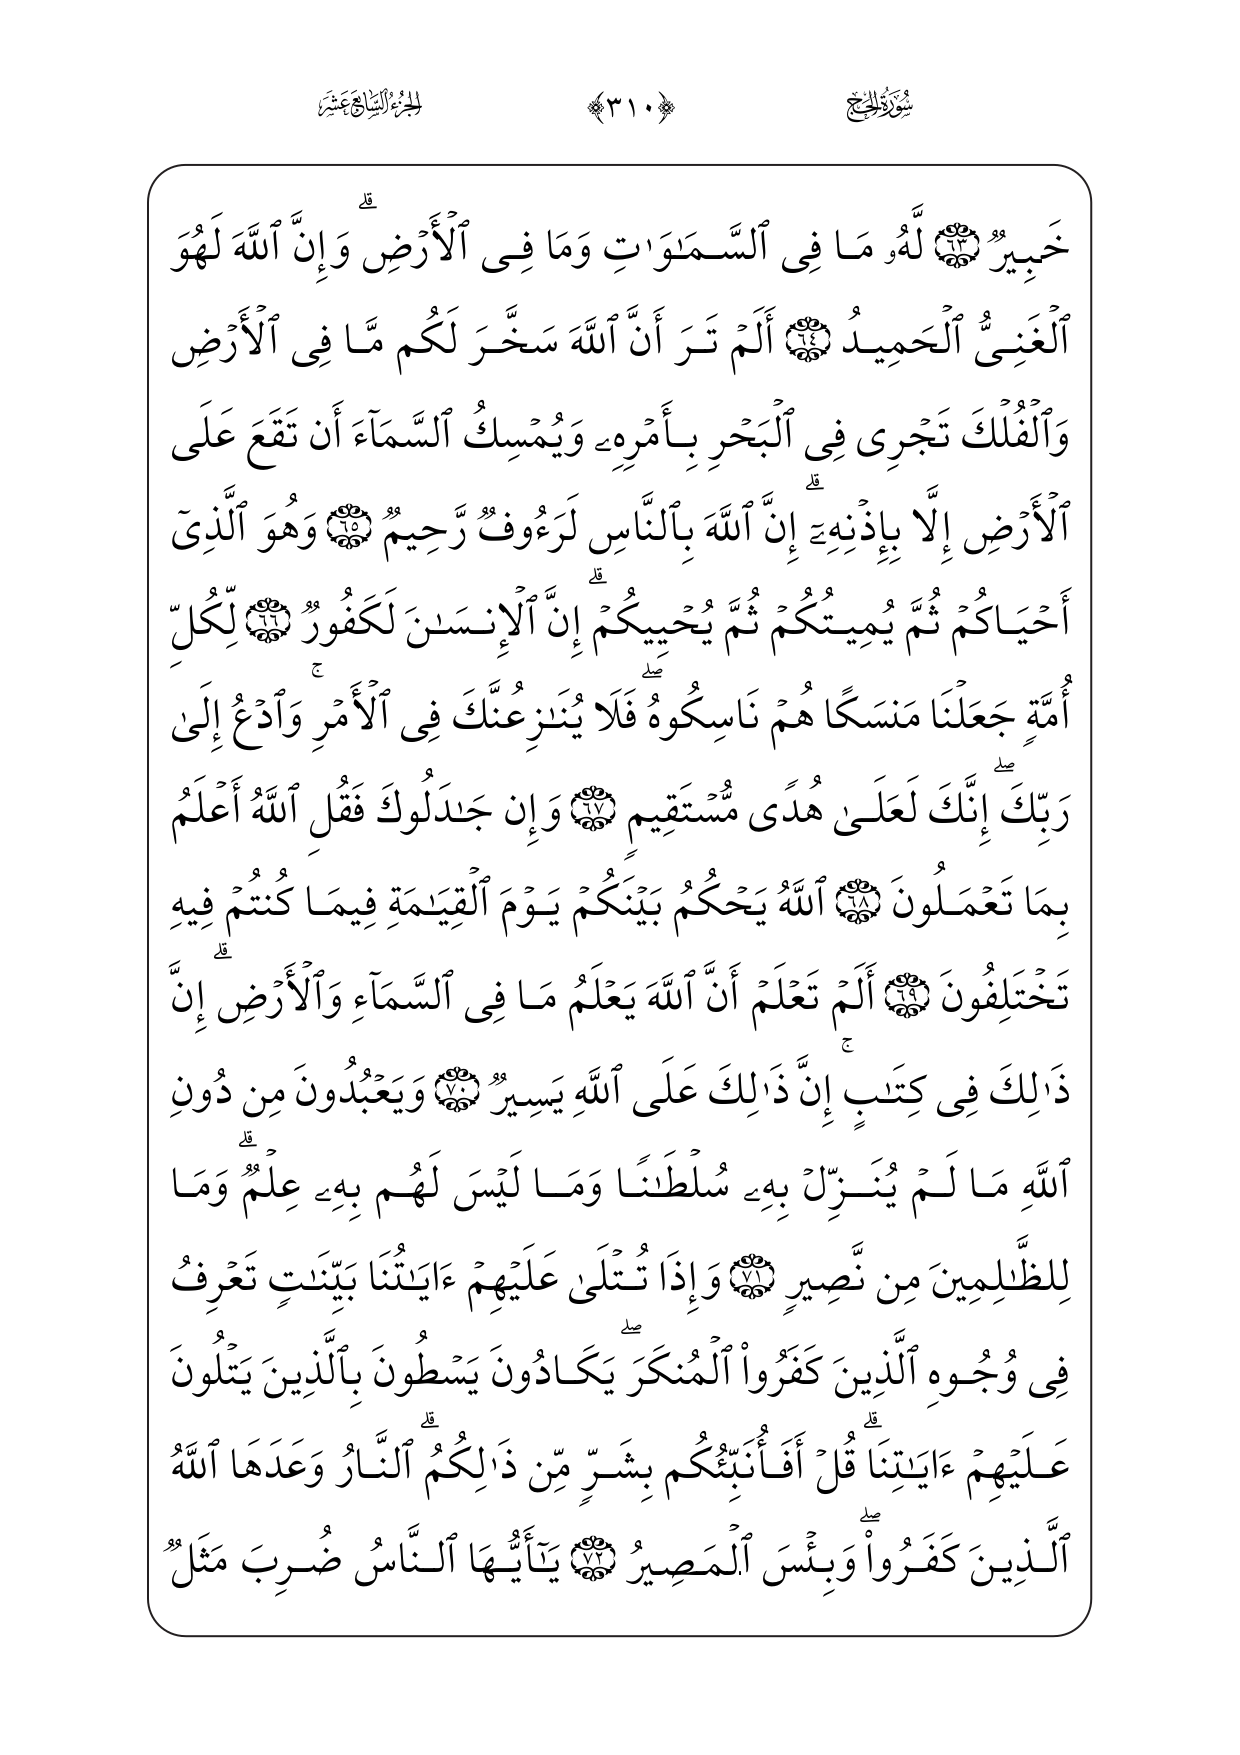 سُورَةُ الحَجّ ﴿٣١٠﴾ الجُزْءُ السَّابِعَ عَشَرَ
خَبِيرٌ ٦٣ لَّهُۥ مَا فِى ٱلسَّمَٰوَٰتِ وَمَا فِى ٱلْأَرْضِ ۗ وَإِنَّ ٱللَّهَ لَهُوَ
ٱلْغَنِىُّ ٱلْحَمِيدُ ٦٤ أَلَمْ تَرَ أَنَّ ٱللَّهَ سَخَّرَ لَكُم مَّا فِى ٱلْأَرْضِ
وَٱلْفُلْكَ تَجْرِى فِى ٱلْبَحْرِ بِأَمْرِهِۦ وَيُمْسِكُ ٱلسَّمَآءَ أَن تَقَعَ عَلَى
ٱلْأَرْضِ إِلَّا بِإِذْنِهِۦٓ ۗ إِنَّ ٱللَّهَ بِٱلنَّاسِ لَرَءُوفٌ رَّحِيمٌ ٦٥ وَهُوَ ٱلَّذِىٓ
أَحْيَاكُمْ ثُمَّ يُمِيتُكُمْ ثُمَّ يُحْيِيكُمْ ۗ إِنَّ ٱلْإِنسَٰنَ لَكَفُورٌ ٦٦ لِّكُلِّ
أُمَّةٍ جَعَلْنَا مَنسَكًا هُمْ نَاسِكُوهُ ۖ فَلَا يُنَٰزِعُنَّكَ فِى ٱلْأَمْرِ ۚ وَٱدْعُ إِلَىٰ
رَبِّكَ ۖ إِنَّكَ لَعَلَىٰ هُدًى مُّسْتَقِيمٍ ٦٧ وَإِن جَٰدَلُوكَ فَقُلِ ٱللَّهُ أَعْلَمُ
بِمَا تَعْمَلُونَ ٦٨ ٱللَّهُ يَحْكُمُ بَيْنَكُمْ يَوْمَ ٱلْقِيَٰمَةِ فِيمَا كُنتُمْ فِيهِ
تَخْتَلِفُونَ ٦٩ أَلَمْ تَعْلَمْ أَنَّ ٱللَّهَ يَعْلَمُ مَا فِى ٱلسَّمَآءِ وَٱلْأَرْضِ ۗ إِنَّ
ذَٰلِكَ فِى كِتَٰبٍ ۚ إِنَّ ذَٰلِكَ عَلَى ٱللَّهِ يَسِيرٌ ٧٠ وَيَعْبُدُونَ مِن دُونِ
ٱللَّهِ مَا لَمْ يُنَزِّلْ بِهِۦ سُلْطَٰنًا وَمَا لَيْسَ لَهُم بِهِۦ عِلْمٌ ۗ وَمَا
لِلظَّٰلِمِينَ مِن نَّصِيرٍ ٧١ وَإِذَا تُتْلَىٰ عَلَيْهِمْ ءَايَٰتُنَا بَيِّنَٰتٍ تَعْرِفُ
فِى وُجُوهِ ٱلَّذِينَ كَفَرُوا۟ ٱلْمُنكَرَ ۖ يَكَادُونَ يَسْطُونَ بِٱلَّذِينَ يَتْلُونَ
عَلَيْهِمْ ءَايَٰتِنَا ۗ قُلْ أَفَأُنَبِّئُكُم بِشَرٍّ مِّن ذَٰلِكُمُ ۗ ٱلنَّارُ وَعَدَهَا ٱللَّهُ
ٱلَّذِينَ كَفَرُوا۟ ۖ وَبِئْسَ ٱلْمَصِيرُ ٧٢ يَٰٓأَيُّهَا ٱلنَّاسُ ضُرِبَ مَثَلٌ